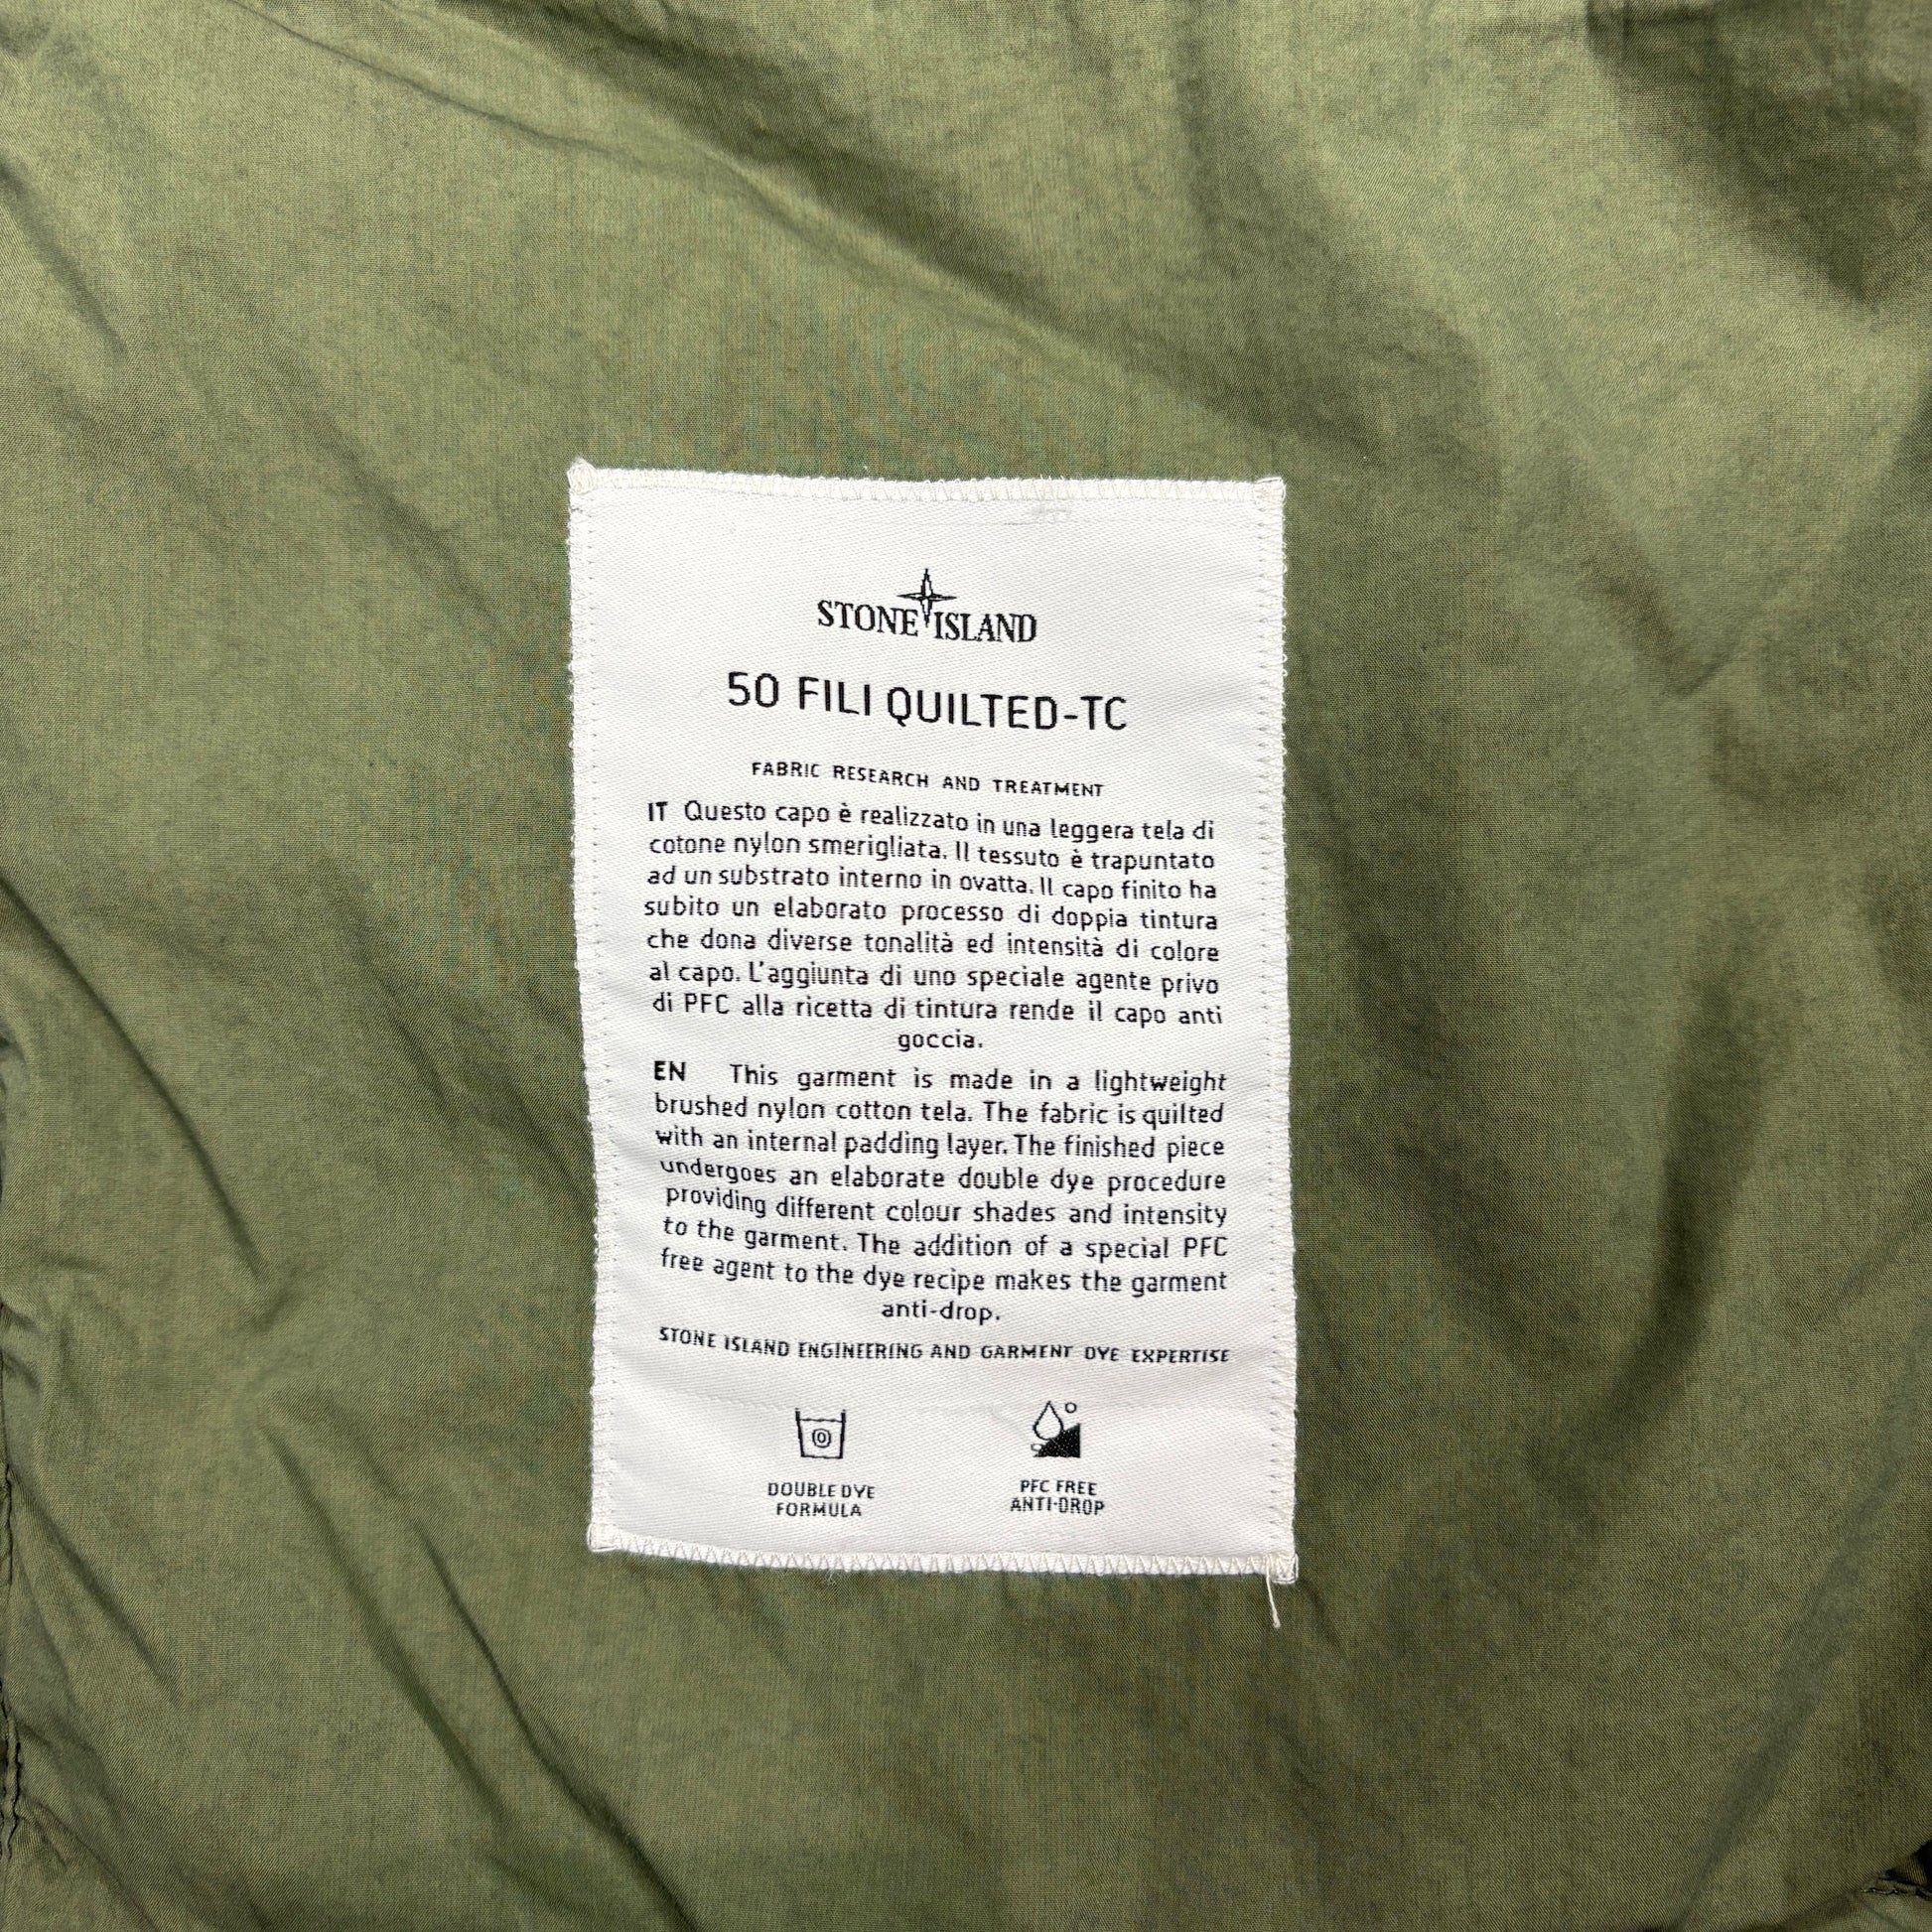 STONE ISLAND
50 FILI QUILTED-TC
FABRIC RESEARCH AND TREATMENT
IT Questo capo è realizzato in una leggera tela di
cotone nylon smerigliata. Il tessuto è trapuntato
ad un substrato interno in ovatta. Il capo finito ha
subito un elaborato processo di doppia tintura
che dona diverse tonalità ed intensità di colore
al capo. L'aggiunta di uno speciale agente privo
di PFC alla ricetta di tintura rende il capo anti
goccia.
EN This garment is made in a lightweight
brushed nylon cotton tela. The fabric is quilted
with an internal padding layer. The finished piece
undergoes an elaborate double dye procedure
providing different colour shades and intensity
to the garment. The addition of a special PFC
free agent to the dye recipe makes the garment
anti-drop.
STONE ISLAND ENGINEERING AND GARMENT DYE EXPERTISE
DOUBLE DYE
FORMULA
PFC FREE
ANTI-DROP